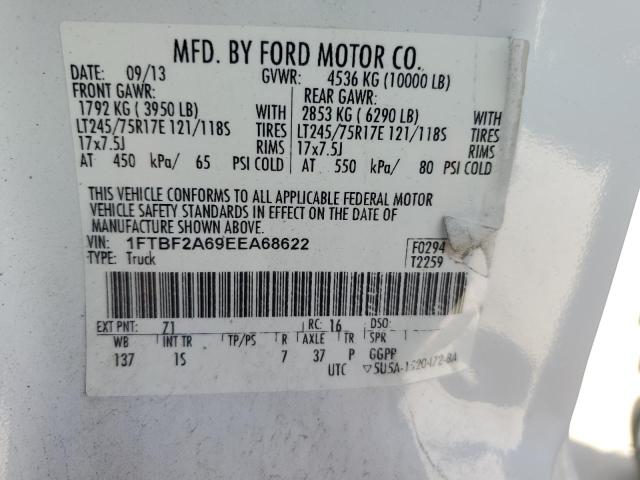 MFD. BY FORD MOTOR CO.
DATE: 09/13 GVWR: 4536 KG (10000 LB)
FRONT GAWR: REAR GAWR:
1792 KG (3950 LB) WITH 2853 KG (6290 LB) WITH
LT245/75R17E 121/118S TIRES LT245/75R17E 121/118S TIRES
17x7.5J RIMS 17x7.5J RIMS
AT 450 kPa/ 65 PSI COLD AT 550 kPa/ 80 PSI COLD
THIS VEHICLE CONFORMS TO ALL APPLICABLE FEDERAL MOTOR
VEHICLE SAFETY STANDARDS IN EFFECT ON THE DATE OF
MANUFACTURE SHOWN ABOVE.
VIN: 1FTBF2A69EEA68622 F0294
TYPE: Truck T2259
EXT PNT: Z1 RC: 16 DSO:
WB INT TR TP/PS R AXLE TR SPR
137 1S 7 37 P GGPP
UTC